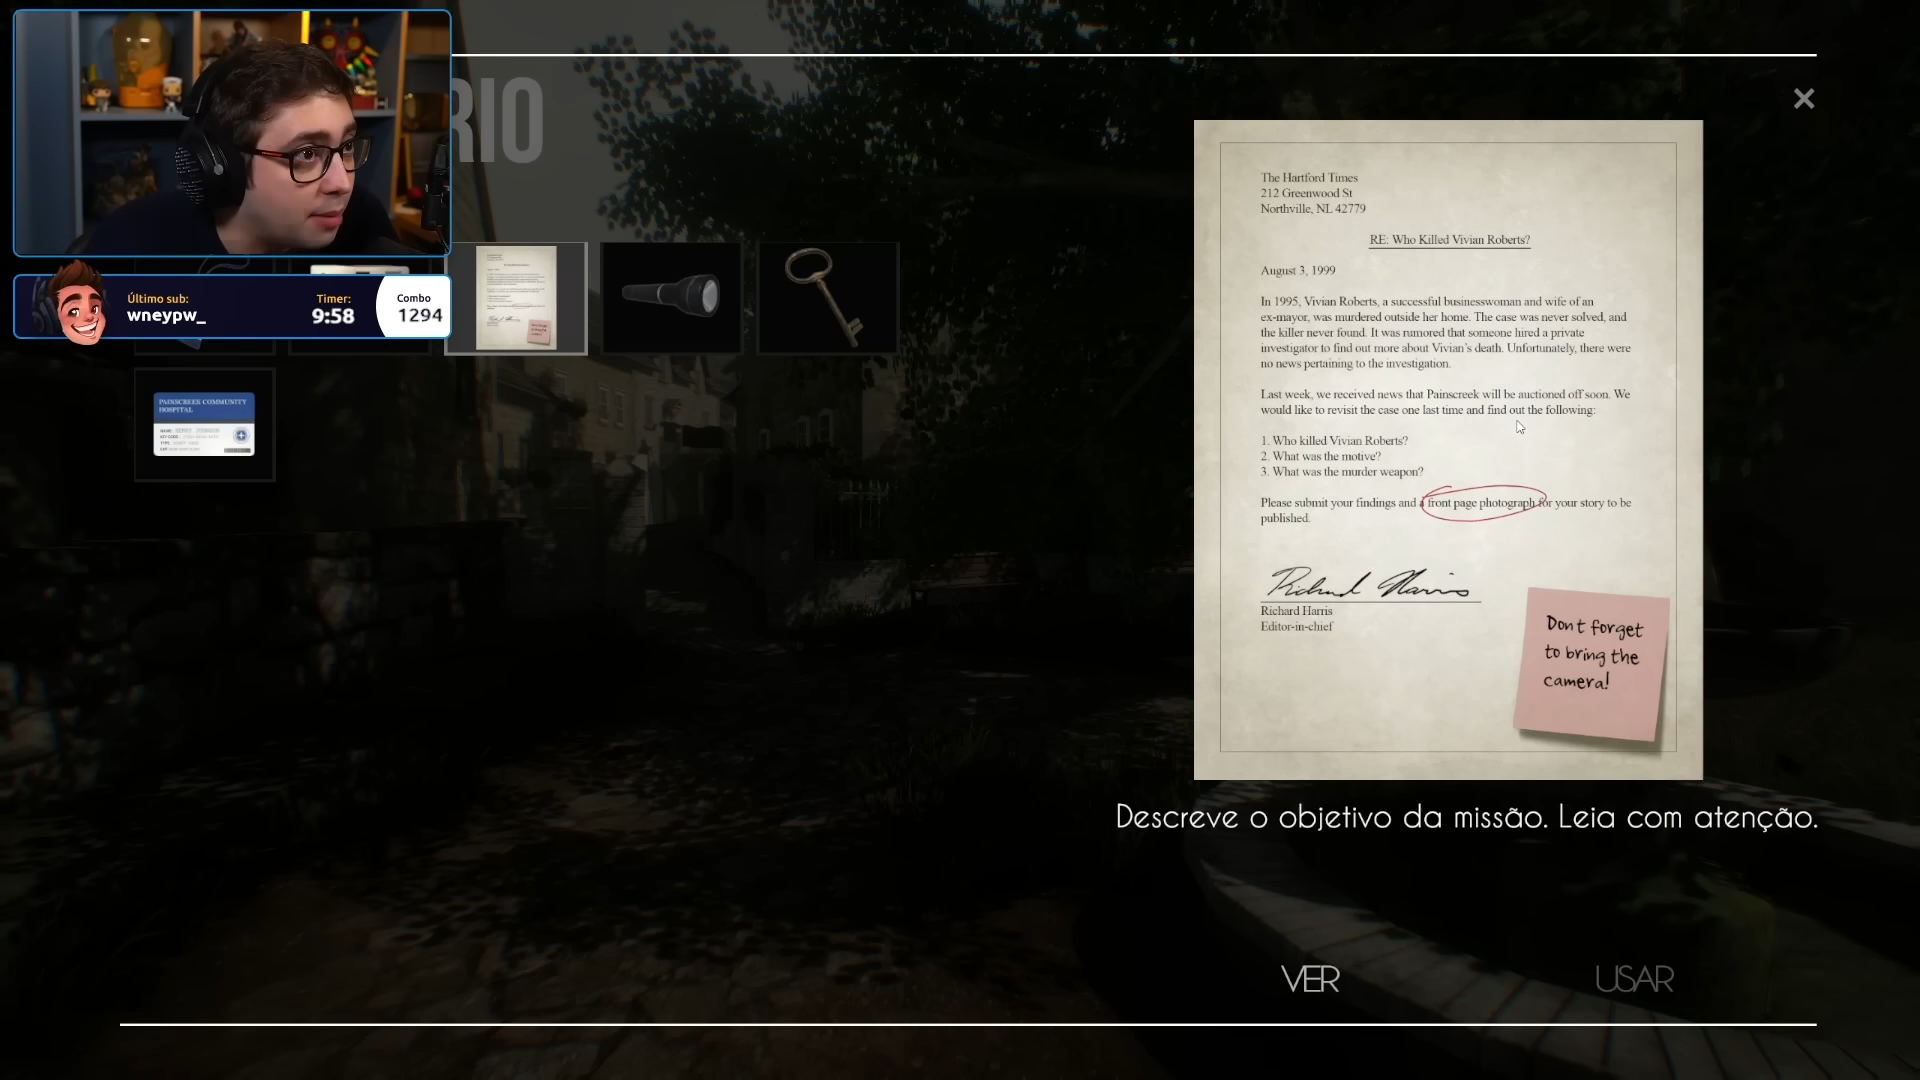 RIO
Último sub:
wneypw_
Timer:
9:58
Combo
1294
PAINSCREEK COMMUNITY
HOSPITAL
The Hartford Times
212 Greenwood St
Northville, NL 42779
RE: Who Killed Vivian Roberts?
August 3, 1999
In 1995, Vivian Roberts, a successful businesswoman and wife of an
ex-mayor, was murdered outside her home. The case was never solved, and
the killer never found. It was rumored that someone hired a private
investigator to find out more about Vivian's death. Unfortunately, there were
no news pertaining to the investigation.
Last week, we received news that Painscreek will be auctioned off soon. We
would like to revisit the case one last time and find out the following:
1. Who killed Vivian Roberts?
2. What was the motive?
3. What was the murder weapon?
Please submit your findings and a front page photograph for your story to be
published.
Richard Harris
Richard Harris
Editor-in-chief
Don't forget
to bring the
camera!
Descreve o objetivo da missão. Leia com atenção.
VER
USAR